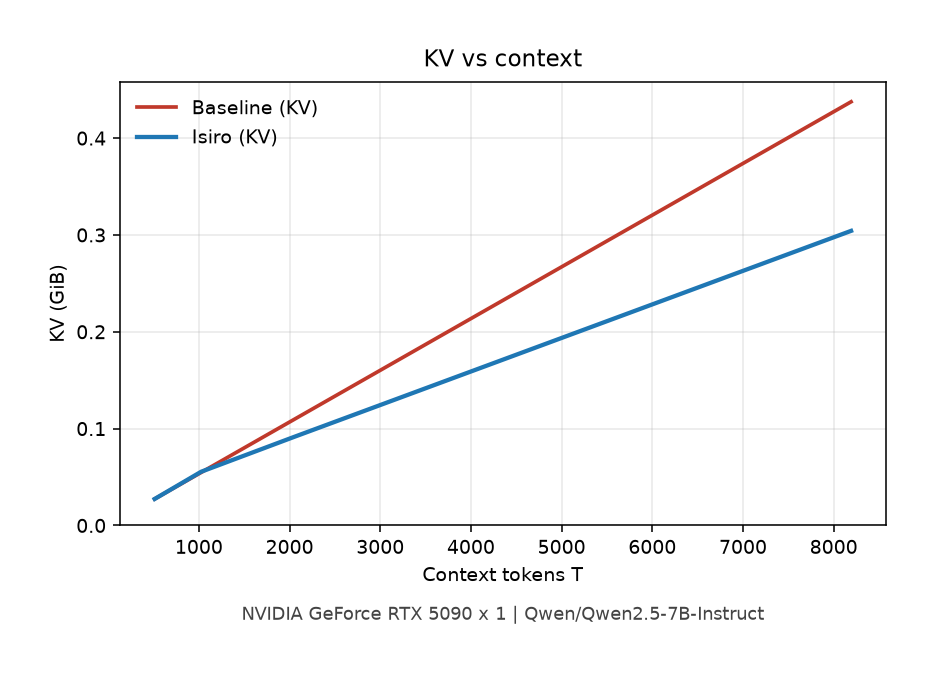 KV vs context
Baseline (KV)
Isiro (KV)
0.4
0.3
0.2
0.1
0.0
KV (GiB)
1000 2000 3000 4000 5000 6000 7000 8000
Context tokens T
NVIDIA GeForce RTX 5090 x 1 | Qwen/Qwen2.5-7B-Instruct